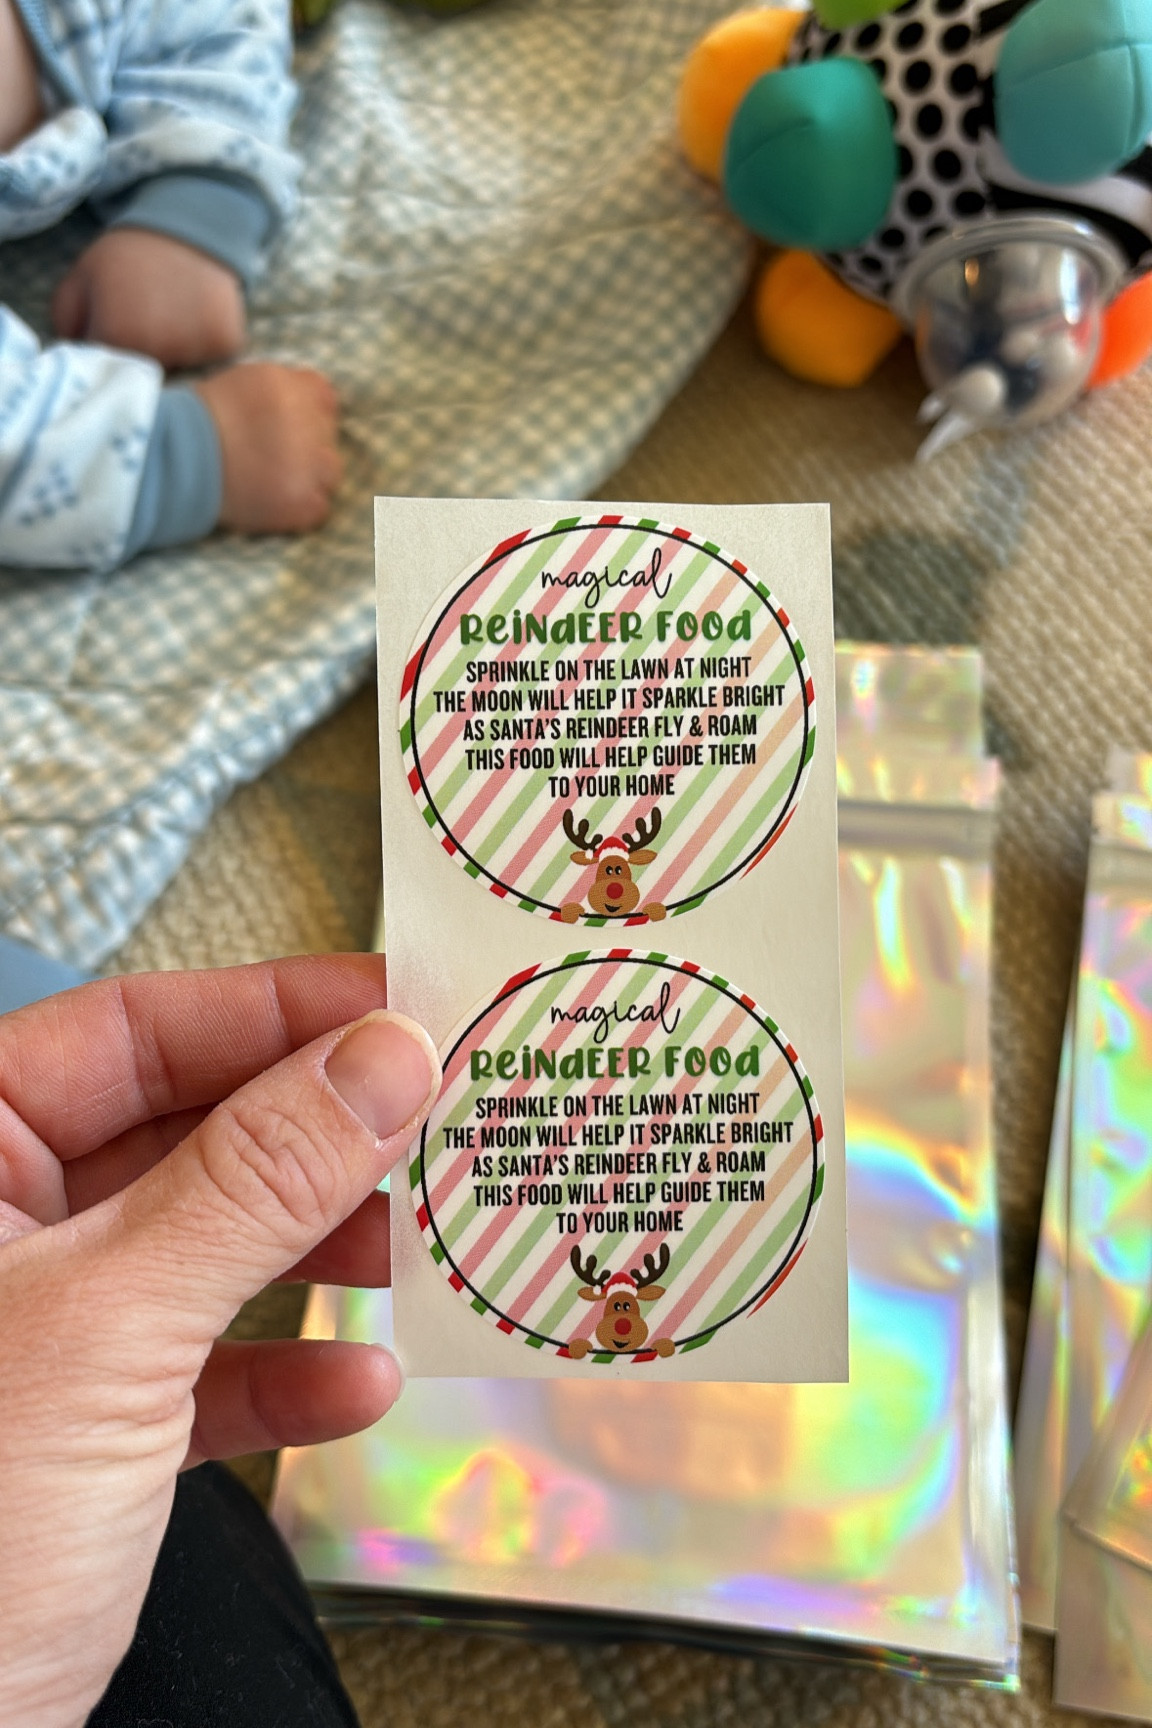 magical
REINDEER FOOD
SPRINKLE ON THE LAWN AT NIGHT
THE MOON WILL HELP IT SPARKLE BRIGHT
AS SANTA'S REINDEER FLY & ROAM
THIS FOOD WILL HELP GUIDE THEM
TO YOUR HOME
magical
REINDEER FOOD
SPRINKLE ON THE LAWN AT NIGHT
THE MOON WILL HELP IT SPARKLE BRIGHT
AS SANTA'S REINDEER FLY & ROAM
THIS FOOD WILL HELP GUIDE THEM
TO YOUR HOME